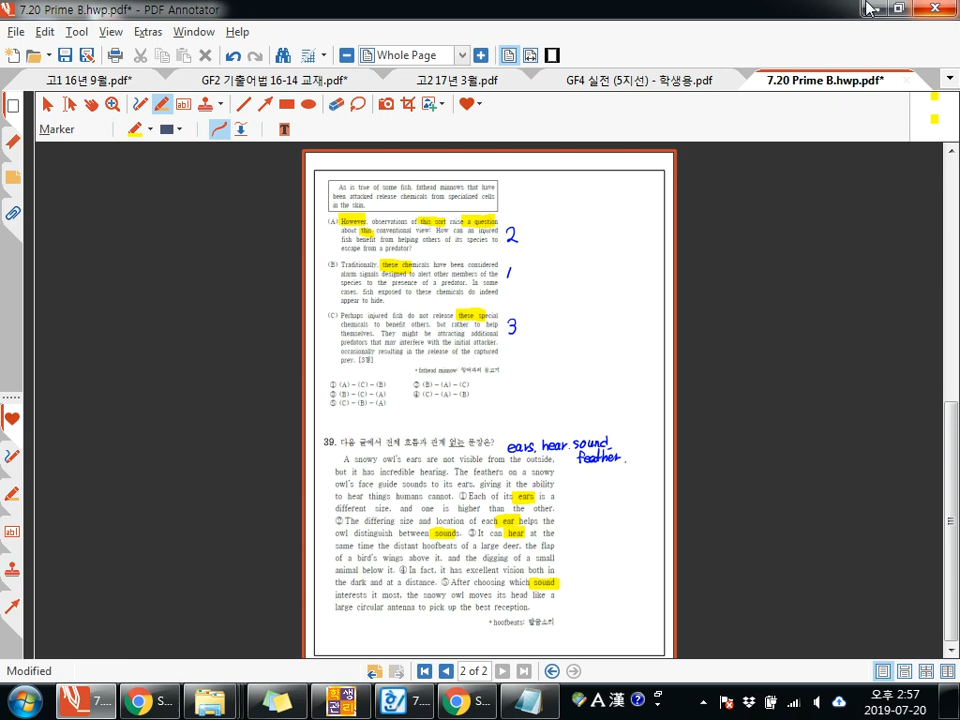 7.20 Prime B.hwp.pdf* - PDF Annotator
File Edit Tool View Extras Window Help
Whole Page
고1 16년 9월.pdf*
GF2 기출어법 16-14 교재.pdf*
고2 17년 3월.pdf
GF4 실전 (5지선) - 학생용.pdf
7.20 Prime B.hwp.pdf*
Marker
As is true of some fish, fathead minnows that have
been attacked release chemicals from specialized cells
in the skin.
(A) However, observations of this sort raise a question
about this conventional view: How can an injured
fish benefit from helping others of its species to
escape from a predator?
2
(B) Traditionally, these chemicals have been considered
alarm signals designed to alert other members of the
species to the presence of a predator. In some
cases, fish exposed to these chemicals do indeed
appear to hide.
1
(C) Perhaps injured fish do not release these special
chemicals to benefit others, but rather to help
themselves. They might be attracting additional
predators that may interfere with the initial attacker,
occasionally resulting in the release of the captured
prey. [3점]
3
* fathead minnow
① (A) - (C) - (B)
② (B) - (A) - (C)
③ (B) - (C) - (A)
④ (C) - (A) - (B)
⑤ (C) - (B) - (A)
39. 다음 글에서 전체 흐름과 관계 없는 문장은?
ears, hear. sound
feather.
A snowy owl's ears are not visible from the outside,
but it has incredible hearing. The feathers on a snowy
owl's face guide sounds to its ears, giving it the ability
to hear things humans cannot. ① Each of its ears is a
different size, and one is higher than the other.
② The differing size and location of each ear helps the
owl distinguish between sounds. ③ It can hear at the
same time the distant hoofbeats of a large deer, the flap
of a bird's wings above it, and the digging of a small
animal below it. ④ In fact, it has excellent vision both in
the dark and at a distance. ⑤ After choosing which sound
interests it most, the snowy owl moves its head like a
large circular antenna to pick up the best reception.
* hoofbeats: 발굽소리
Modified
2 of 2
7....
S...
학생관리
7....
S...
A 漢
오후 2:57
2019-07-20